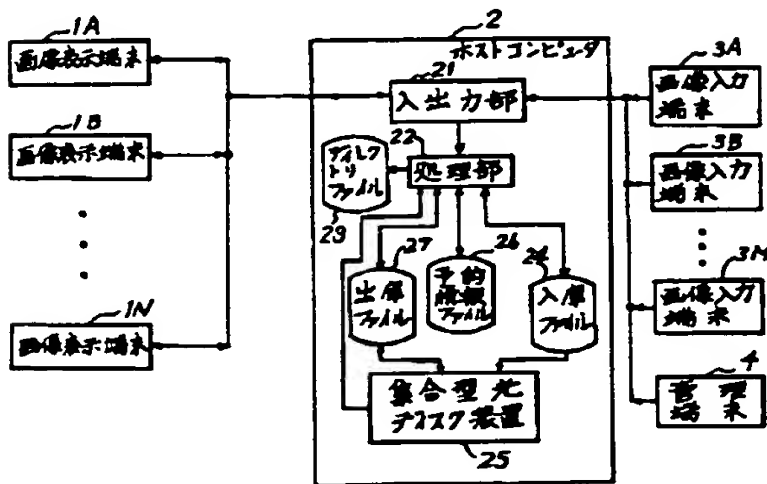 1A
画像表示端末
1B
画像表示端末
1N
画像表示端末
2
ホストコンピュータ
21
入出力部
22
処理部
ディレク
トリ
ファイル
23
27
出庫
ファイル
26
予約
情報
ファイル
24
入庫
ファイル
集合型光
ディスク装置
25
3A
画像入力
端末
3B
画像入力
端末
3M
画像入力
端末
4
管理
端末